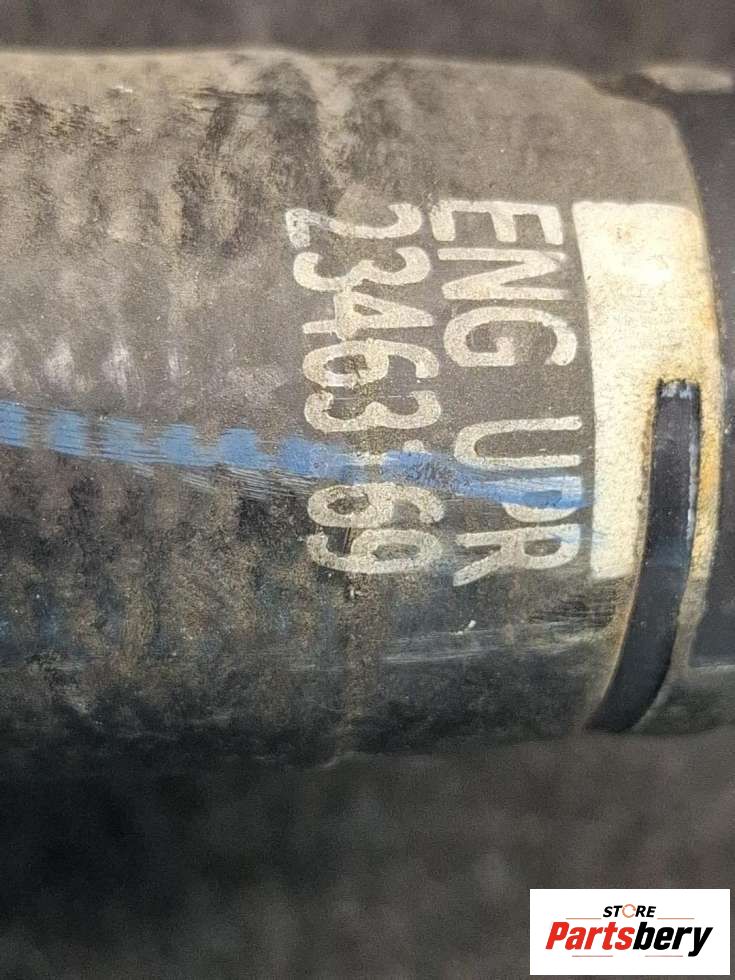 ENG UPR
23463169
STORE
Partsbery